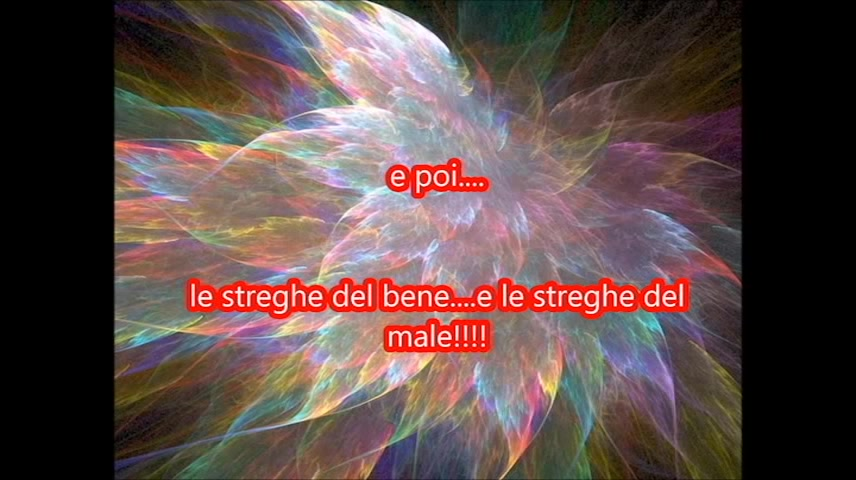 e poi....
le streghe del bene....e le streghe del
male!!!!